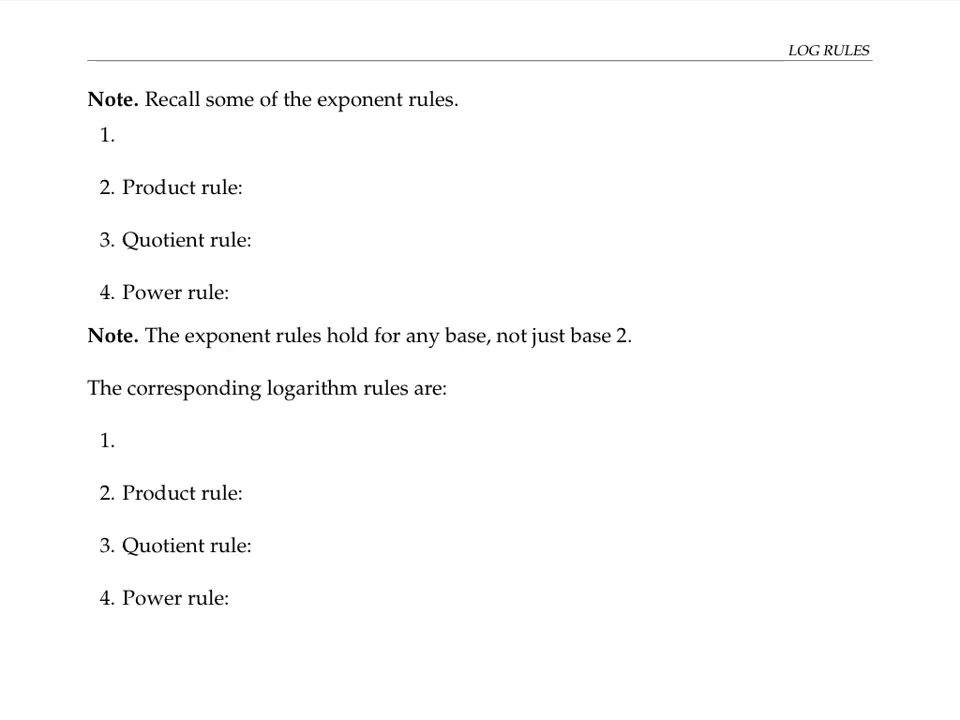 LOG RULES
Note. Recall some of the exponent rules.
1.
2. Product rule:
3. Quotient rule:
4. Power rule:
Note. The exponent rules hold for any base, not just base 2.
The corresponding logarithm rules are:
1.
2. Product rule:
3. Quotient rule:
4. Power rule: